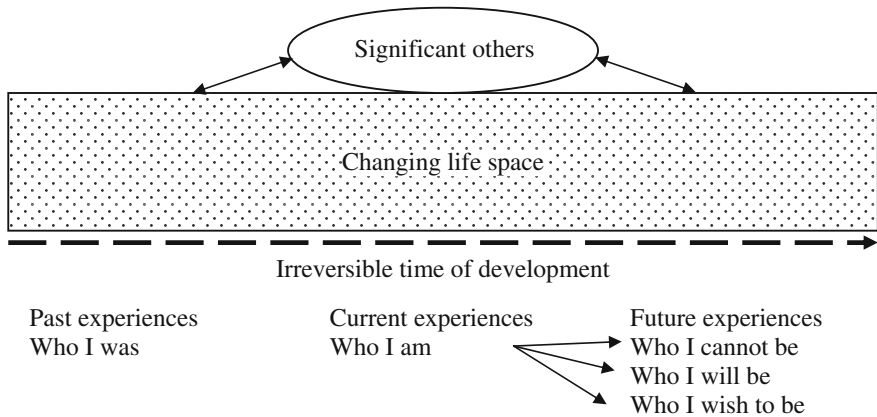 Significant others
Changing life space
Irreversible time of development
Past experiences
Who I was
Current experiences
Who I am
Future experiences
Who I cannot be
Who I will be
Who I wish to be